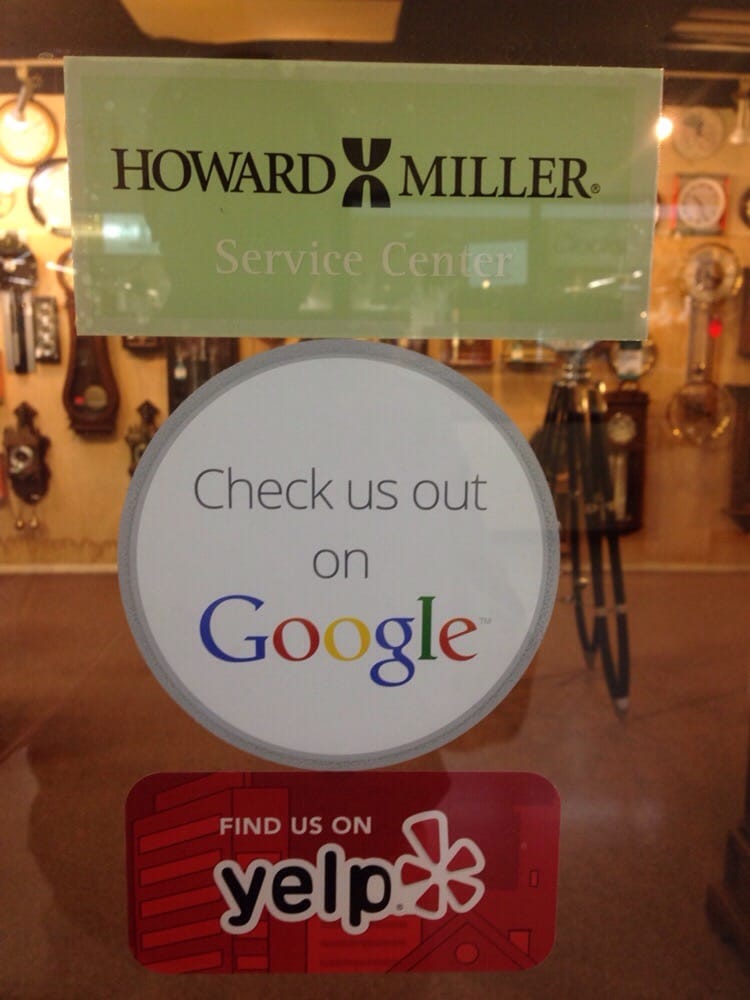 HOWARD MILLER®
Service Center
Check us out
on
Google™
FIND US ON
yelp®